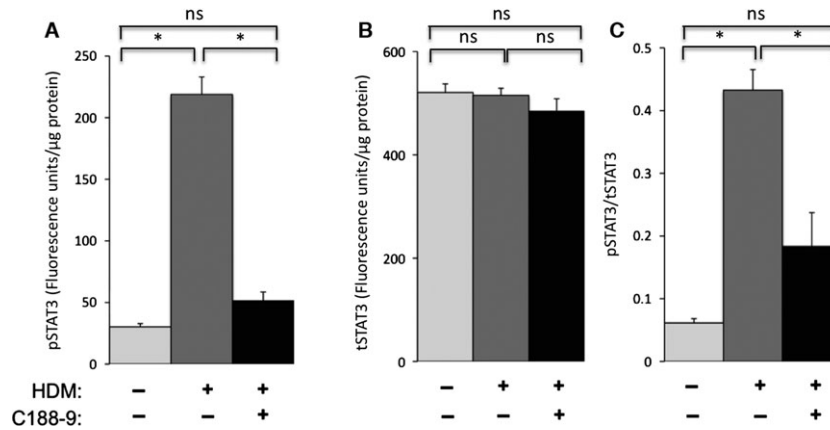 A
ns
* *
pSTAT3 (Fluorescence units/µg protein)
250
200
150
100
50
0
B
ns
ns ns
tSTAT3 (Fluorescence units/µg protein)
600
400
200
0
C
ns
* *
pSTAT3/tSTAT3
0.5
0.4
0.3
0.2
0.1
0
HDM: – + + – + + – + +
C188-9: – – + – – + – – +